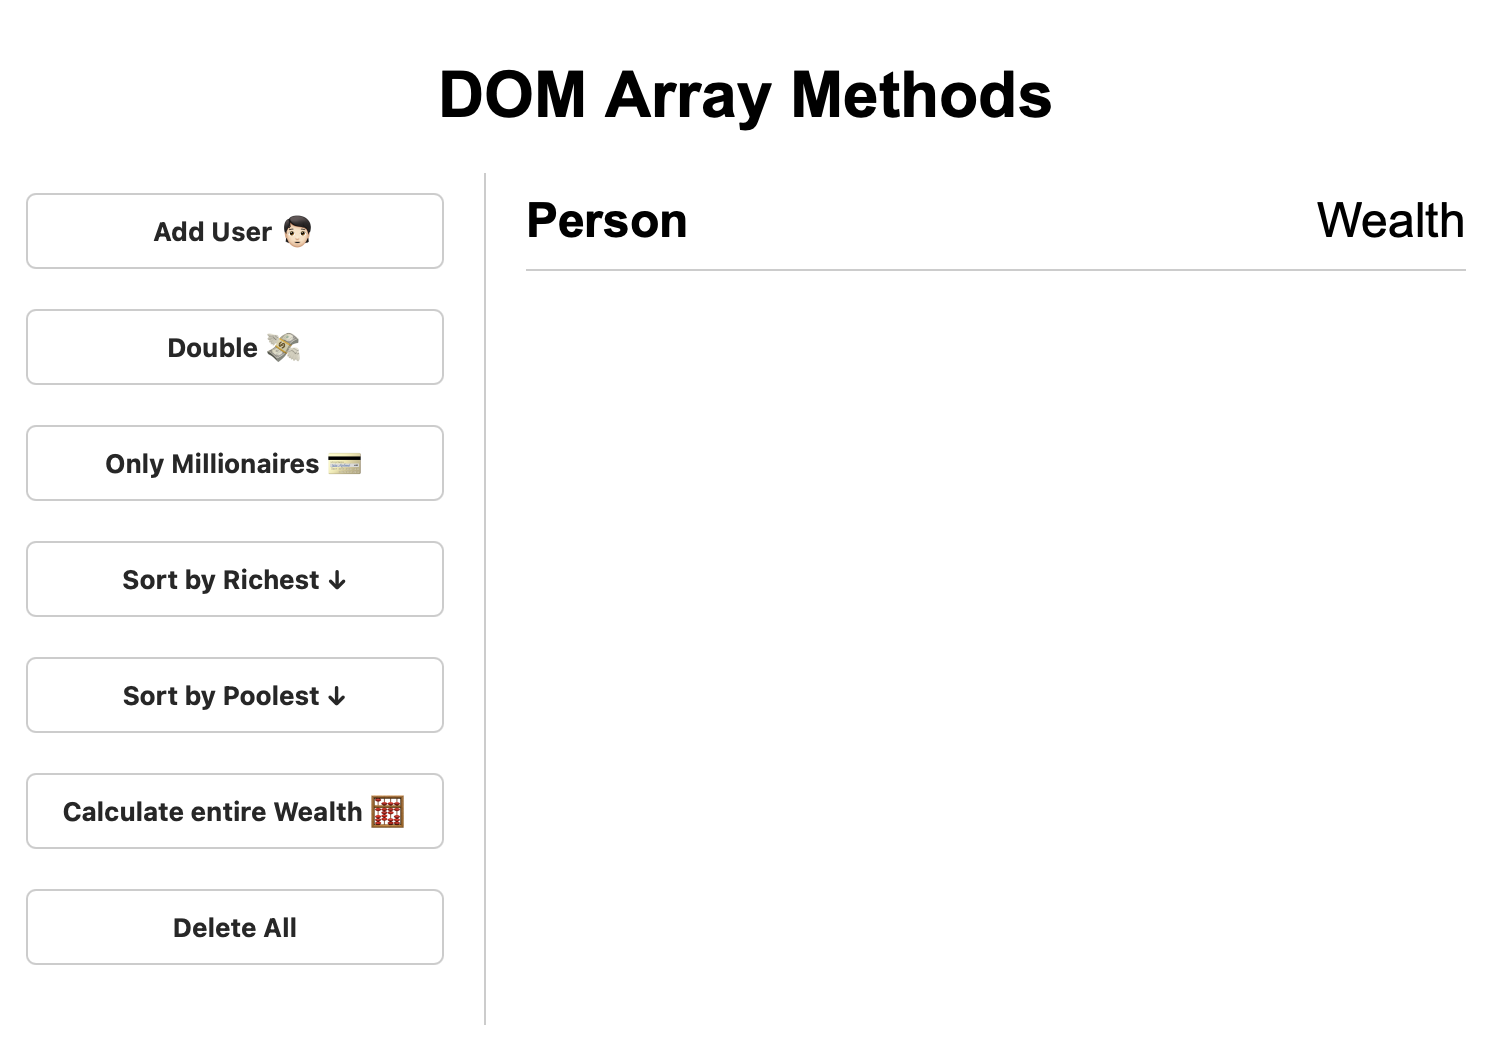 DOM Array Methods
Add User 🧑🏻
Double 💸
Only Millionaires 💳
Sort by Richest ↓
Sort by Poolest ↓
Calculate entire Wealth 🧮
Delete All
Person Wealth